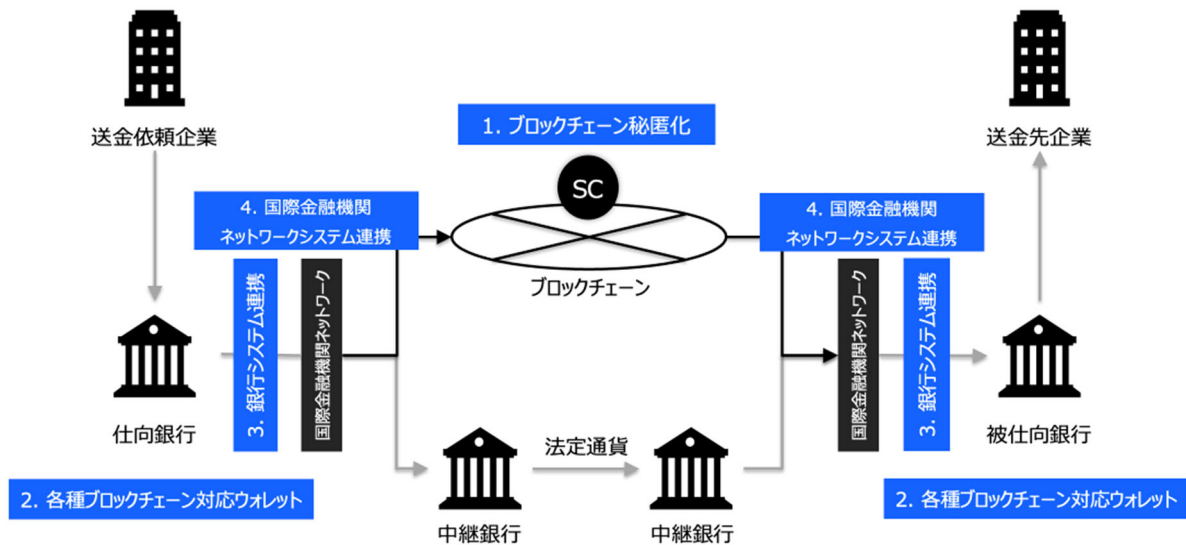 送金依頼企業
送金先企業
1. ブロックチェーン秘匿化
SC
4. 国際金融機関
ネットワークシステム連携
4. 国際金融機関
ネットワークシステム連携
ブロックチェーン
3. 銀行システム連携
国際金融機関ネットワーク
国際金融機関ネットワーク
3. 銀行システム連携
仕向銀行
法定通貨
被仕向銀行
2. 各種ブロックチェーン対応ウォレット
2. 各種ブロックチェーン対応ウォレット
中継銀行
中継銀行